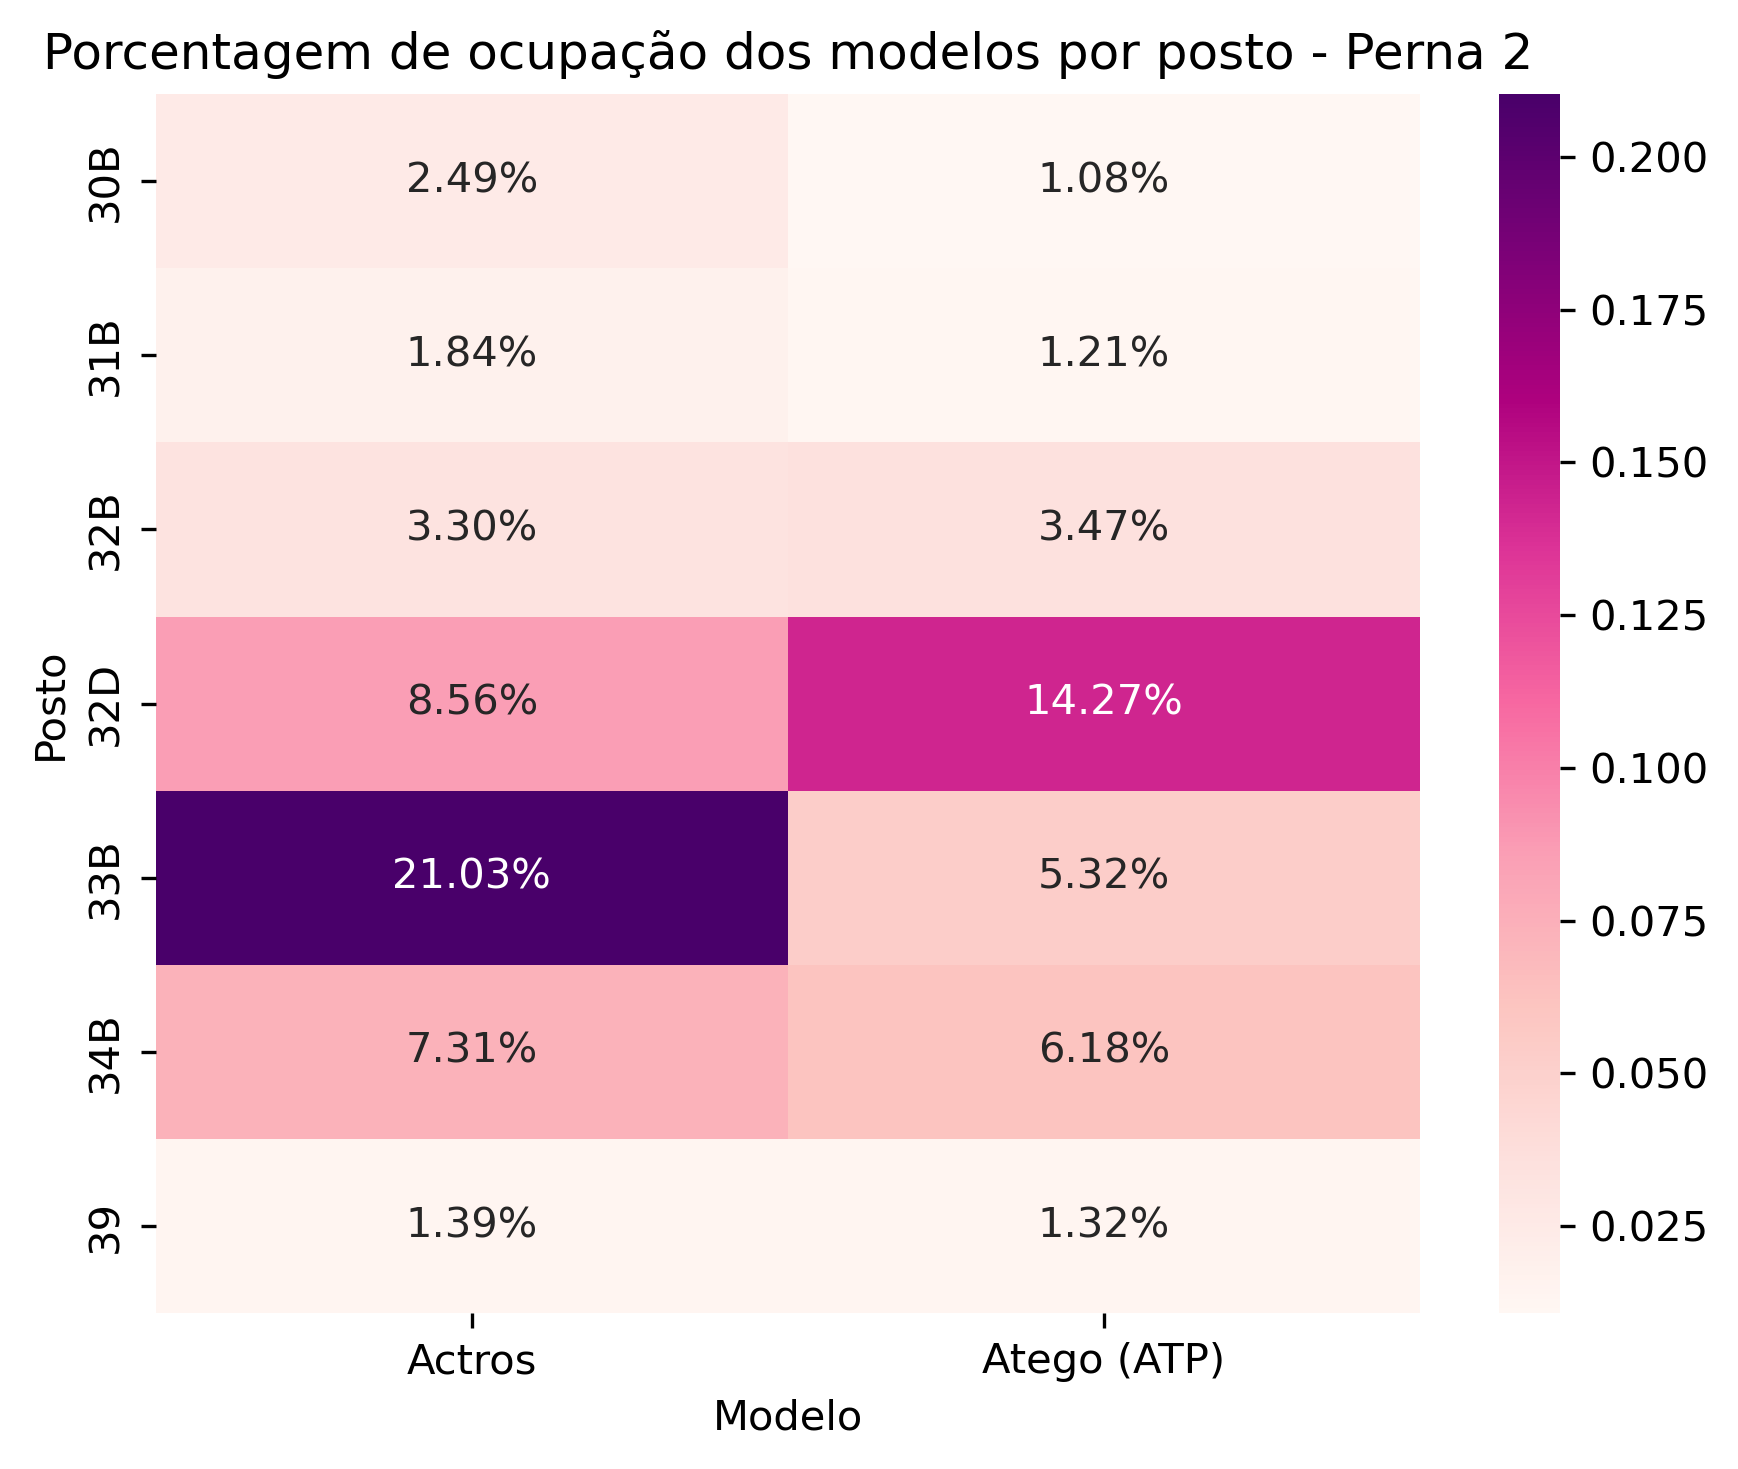 Porcentagem de ocupação dos modelos por posto - Perna 2
30B 2.49% 1.08%
31B 1.84% 1.21%
32B 3.30% 3.47%
32D 8.56% 14.27%
33B 21.03% 5.32%
34B 7.31% 6.18%
39 1.39% 1.32%
Posto
Actros Atego (ATP)
Modelo
0.200
0.175
0.150
0.125
0.100
0.075
0.050
0.025